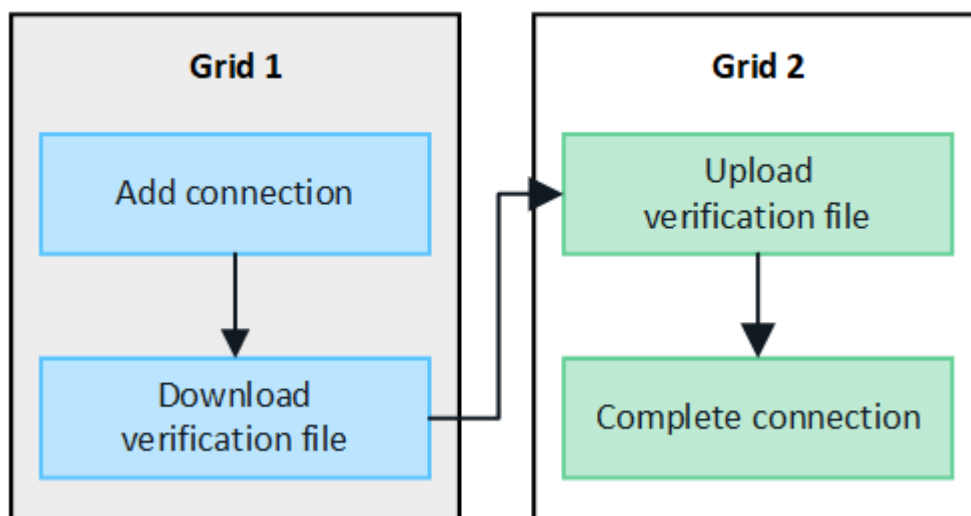 Grid 1
Add connection
Download
verification file
Grid 2
Upload
verification file
Complete connection